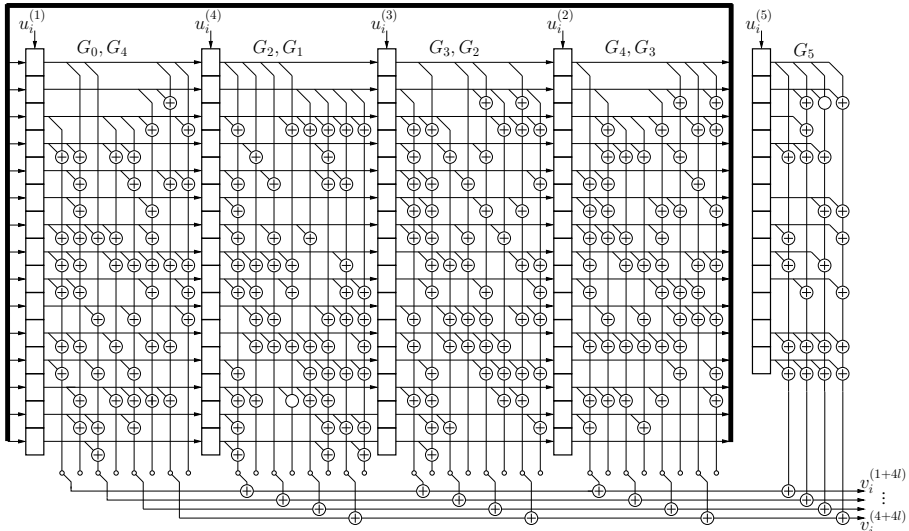 u_i^{(1)} u_i^{(4)} u_i^{(3)} u_i^{(2)} u_i^{(5)}
G_0, G_4 G_2, G_1 G_3, G_2 G_4, G_3 G_5
v_i^{(1+4l)}
⋮
v_i^{(4+4l)}